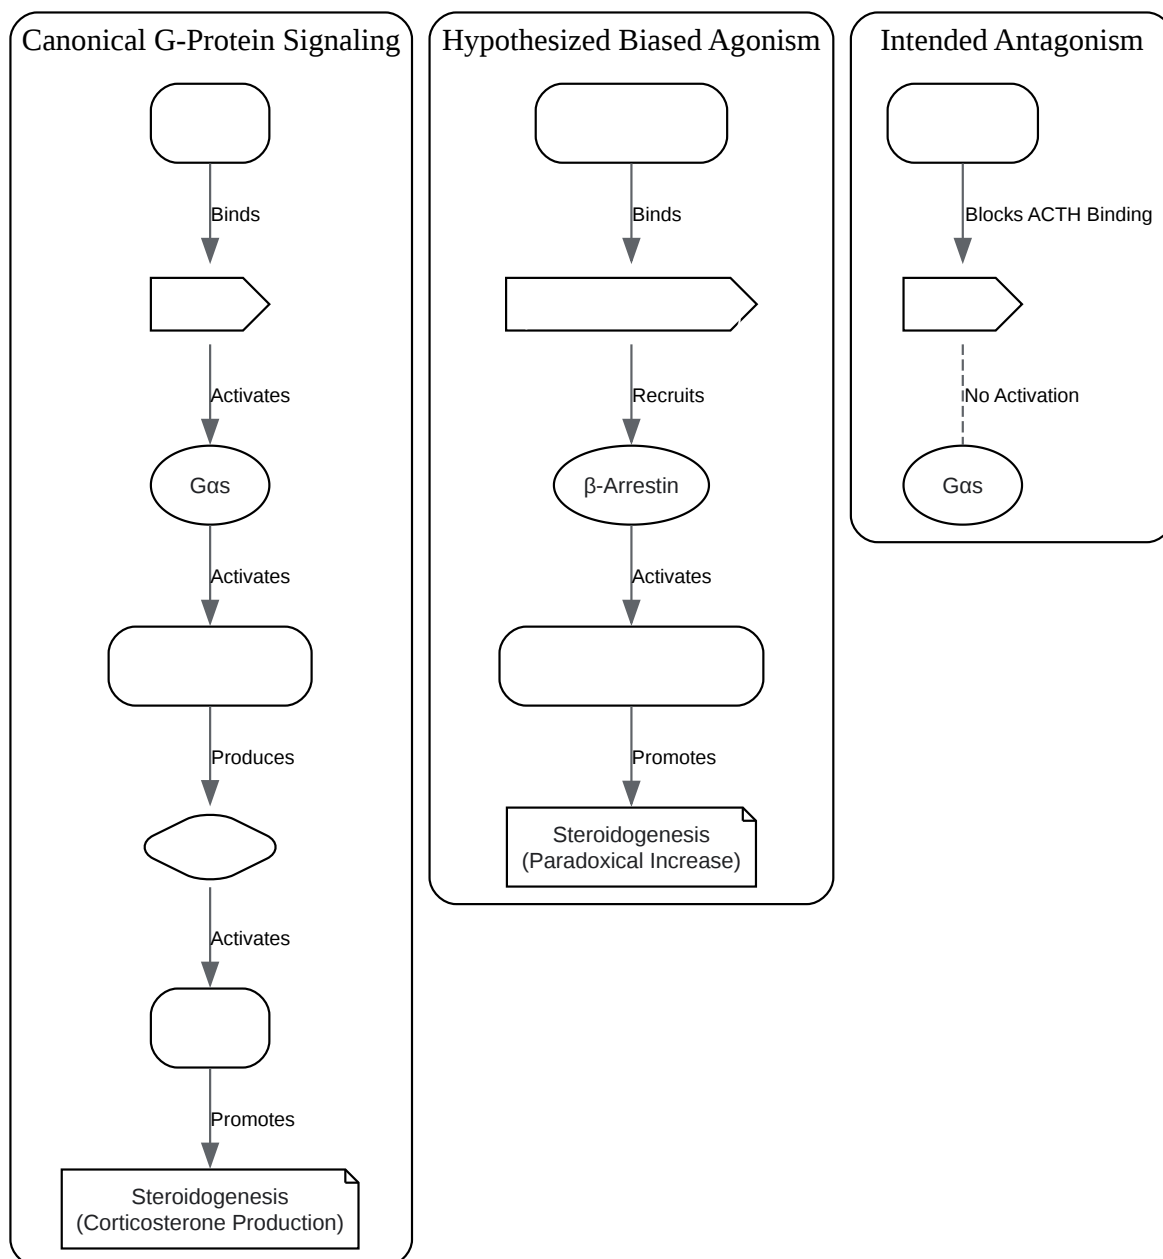 Canonical G-Protein Signaling
Binds
Activates
Gαs
Activates
Produces
Activates
Promotes
Steroidogenesis
(Corticosterone Production)
Hypothesized Biased Agonism
Binds
Recruits
β-Arrestin
Activates
Promotes
Steroidogenesis
(Paradoxical Increase)
Intended Antagonism
Blocks ACTH Binding
No Activation
Gαs